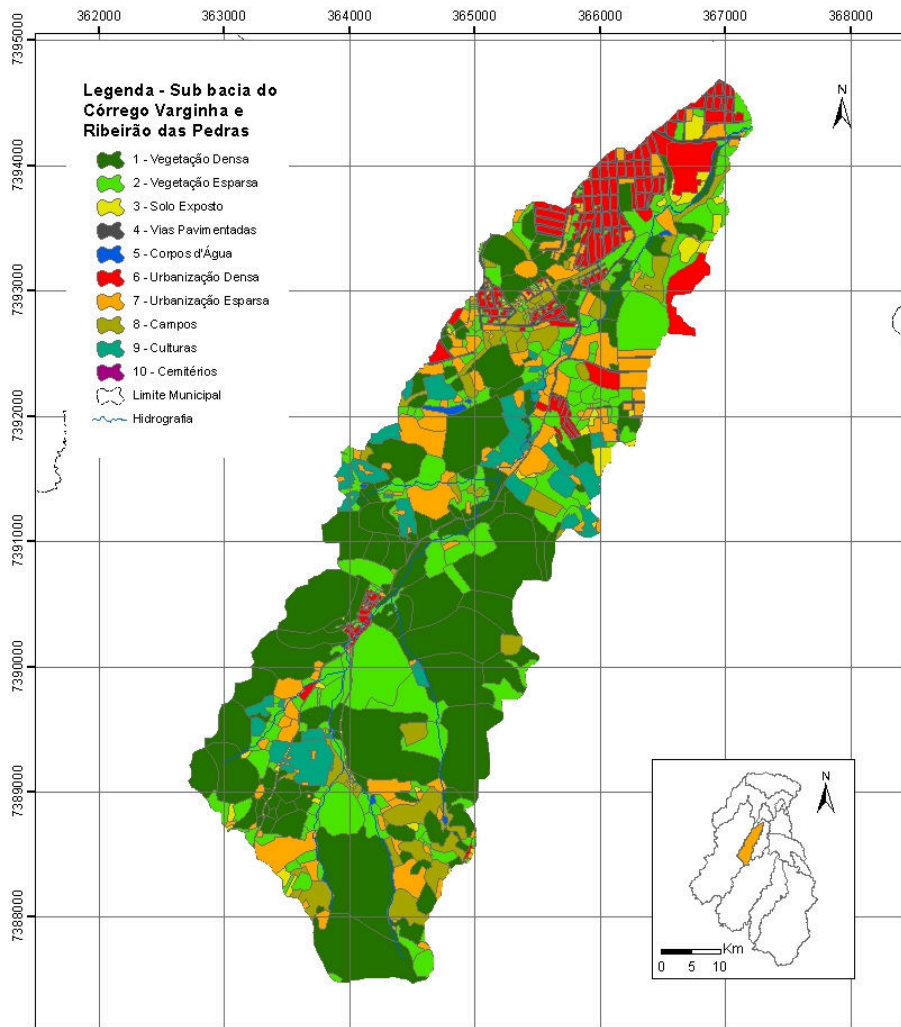 362000 363000 364000 365000 366000 367000 368000
7395000
7394000
7393000
7392000
7391000
7390000
7389000
7388000
Legenda - Sub bacia do
Córrego Varginha e
Ribeirão das Pedras
1 - Vegetação Densa
2 - Vegetação Esparsa
3 - Solo Exposto
4 - Vias Pavimentadas
5 - Corpos d'Água
6 - Urbanização Densa
7 - Urbanização Esparsa
8 - Campos
9 - Culturas
10 - Cemitérios
Limite Municipal
Hidrografia
N
N
Km
0 5 10